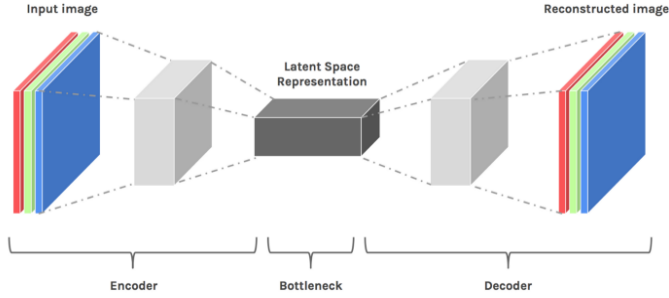 Input image
Reconstructed image
Latent Space
Representation
Encoder
Bottleneck
Decoder